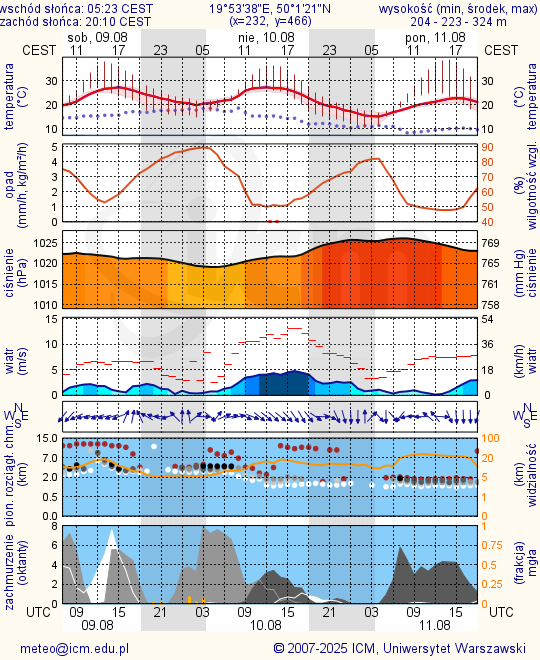 wschód słońca: 05:23 CEST 19°53'38"E, 50°1'21"N wysokość (min, środek, max)
zachód słońca: 20:10 CEST (x=232, y=466) 204 - 223 - 324 m
sob, 09.08 nie, 10.08 pon, 11.08
CEST 11 17 23 05 11 17 23 05 11 17 CEST
temperatura (°C) 30 20 10 30 20 10 (°C) temperatura
opad (mm/h, kg/m²/h) 5 4 3 2 1 0 90 80 70 60 50 40 (%) wilgotność wzgl.
ciśnienie (hPa) 1025 1020 1015 1010 769 765 761 758 (mm Hg) ciśnienie
wiatr (m/s) 15 10 5 0 54 36 18 0 (km/h) wiatr
N W E S N W E S
pion. rozciągł. chm. (km) 15.0 7.0 2.0 0.5 0.0 100 20 5 1 0 (km) widzialność
zachmurzenie (oktanty) 8 6 4 2 0 1 0.75 0.5 0.25 0 (frakcja) mgła
UTC 09 15 21 03 09 15 21 03 09 15 UTC
09.08 10.08 11.08
meteo@icm.edu.pl © 2007-2025 ICM, Uniwersytet Warszawski